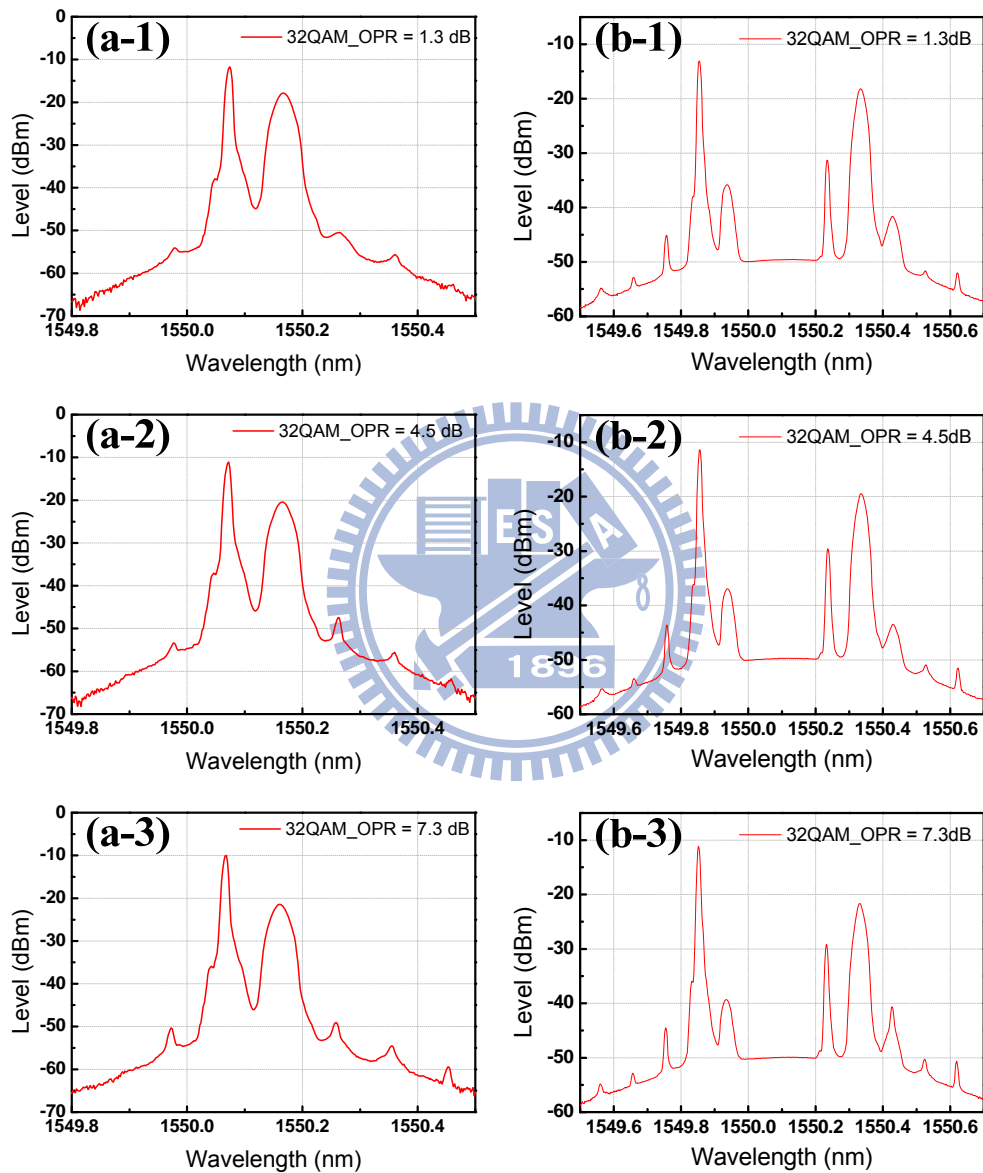 (a-1)
32QAM_OPR = 1.3 dB
0
-10
-20
-30
-40
-50
-60
-70
Level (dBm)
1549.8
1550.0
1550.2
1550.4
Wavelength (nm)
(b-1)
32QAM_OPR = 1.3dB
-10
-20
-30
-40
-50
-60
Level (dBm)
1549.6
1549.8
1550.0
1550.2
1550.4
1550.6
Wavelength (nm)
(a-2)
32QAM_OPR = 4.5 dB
0
-10
-20
-30
-40
-50
-60
-70
Level (dBm)
1549.8
1550.0
1550.2
1550.4
Wavelength (nm)
(b-2)
32QAM_OPR = 4.5dB
-10
-20
-30
-40
-50
-60
Level (dBm)
1549.6
1549.8
1550.0
1550.2
1550.4
1550.6
Wavelength (nm)
E S A
1896
(a-3)
32QAM_OPR = 7.3 dB
0
-10
-20
-30
-40
-50
-60
-70
Level (dBm)
1549.8
1550.0
1550.2
1550.4
Wavelength (nm)
(b-3)
32QAM_OPR = 7.3dB
-10
-20
-30
-40
-50
-60
Level (dBm)
1549.6
1549.8
1550.0
1550.2
1550.4
1550.6
Wavelength (nm)